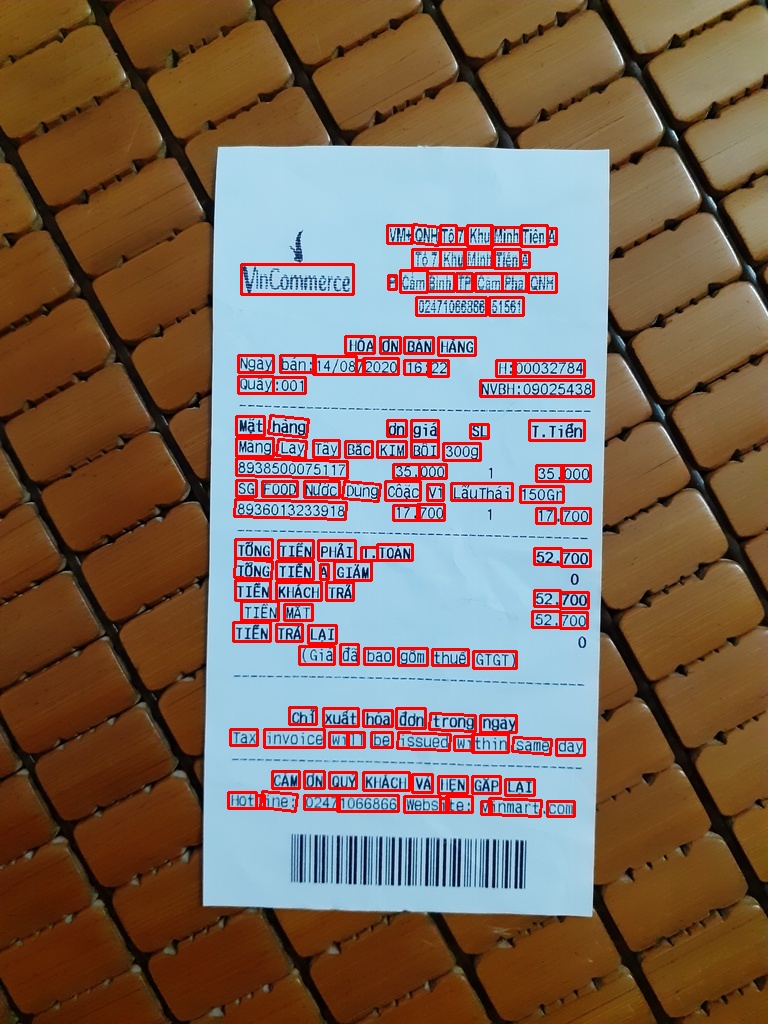 VinCommerce
VM+ QNH Tổ 7 Khu Minh Tiến A
Tổ 7 Khu Minh Tiến A
P Cẩm Bình TP Cẩm Phả QNH
02471066866 51561
HÓA ĐƠN BÁN HÀNG
Ngày bán:14/08/2020 16:22 HĐ:00032784
Quầy:001 NVBH:09025438
Mặt hàng Đơn giá SL T.Tiền
Măng Lay Tây Bắc KIM BÔI 300g
8938500075117 35.000 1 35.000
SG FOOD Nước Dùng Côđặc Vị LẩuThái 150Gr
8936013233918 17.700 1 17.700
TỔNG TIỀN PHẢI T.TOÁN 52.700
TỔNG TIỀN ĐÃ GIẢM 0
TIỀN KHÁCH TRẢ 52.700
TIỀN MẶT 52.700
TIỀN TRẢ LẠI 0
(Giá đã bao gồm thuế GTGT)
Chỉ xuất hóa đơn trong ngày
Tax invoice will be issued within same day
CẢM ƠN QUÝ KHÁCH VÀ HẸN GẶP LẠI
Hotline: 02471066866 Website: vinmart.com